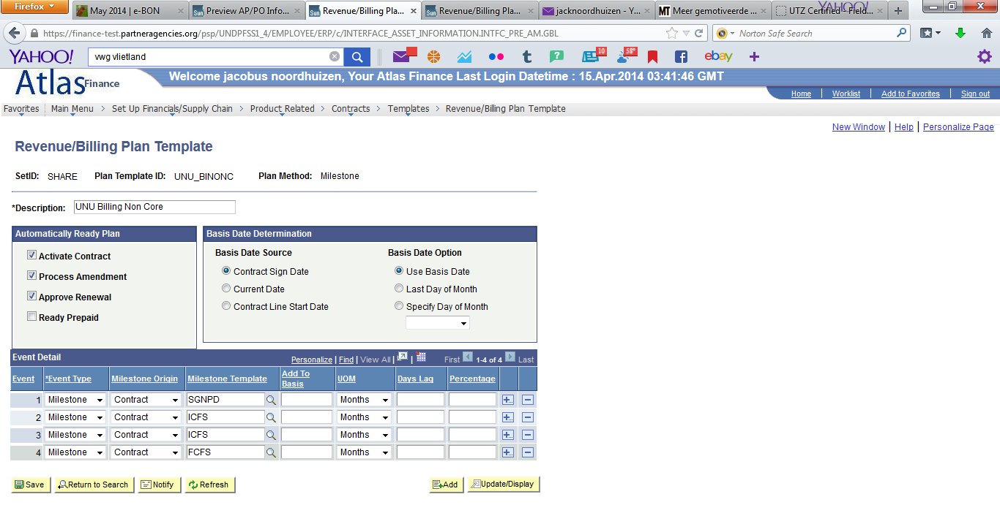 Firefox
May 2014 | e-BON
Preview AP/PO Info...
Revenue/Billing Pla...
Revenue/Billing Pla...
jacknoordhuizen - Y...
Meer gemotiveerde ...
UTZ Certified - Field...
YAHOO!
https://finance-test.partneragencies.org/psp/UNDPFSS1_4/EMPLOYEE/ERP/c/INTERFACE_ASSET_INFORMATION.INTFC_PRE_AM.GBL
Norton Safe Search
YAHOO!
vwg vlietland
10
58°
ebay
Atlas Finance
Welcome jacobus noordhuizen, Your Atlas Finance Last Login Datetime : 15.Apr.2014 03:41:46 GMT
Home | Worklist | Add to Favorites | Sign out
Favorites | Main Menu > Set Up Financials/Supply Chain > Product Related > Contracts > Templates > Revenue/Billing Plan Template
New Window | Help | Personalize Page
Revenue/Billing Plan Template
SetID: SHARE Plan Template ID: UNU_BINONC Plan Method: Milestone
*Description: UNU Billing Non Core
Automatically Ready Plan
Activate Contract
Process Amendment
Approve Renewal
Ready Prepaid
Basis Date Determination
Basis Date Source
Contract Sign Date
Current Date
Contract Line Start Date
Basis Date Option
Use Basis Date
Last Day of Month
Specify Day of Month
Event Detail
Personalize | Find | View All | | First 1-4 of 4 Last
Event *Event Type Milestone Origin Milestone Template Add To Basis UOM Days Lag Percentage
1 Milestone Contract SGNPD Months
2 Milestone Contract ICFS Months
3 Milestone Contract ICFS Months
4 Milestone Contract FCFS Months
Save Return to Search Notify Refresh Add Update/Display